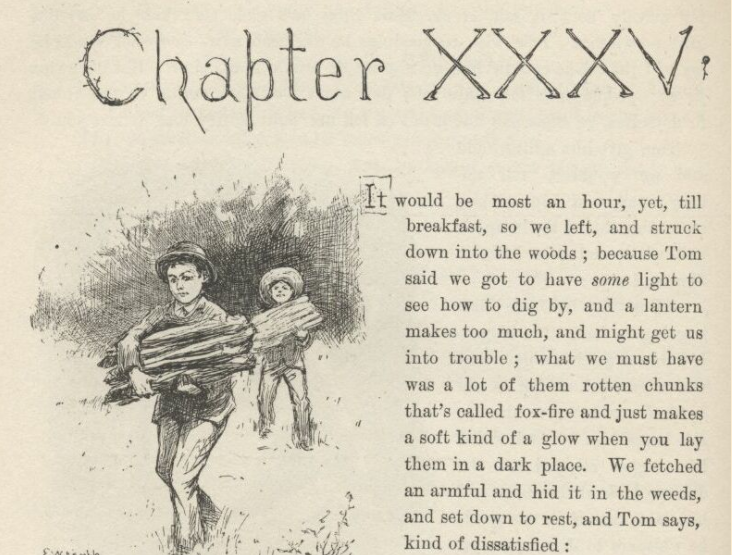 Chapter XXXV.
It would be most an hour, yet, till
breakfast, so we left, and struck
down into the woods ; because Tom
said we got to have some light to
see how to dig by, and a lantern
makes too much, and might get us
into trouble ; what we must have
was a lot of them rotten chunks
that's called fox-fire and just makes
a soft kind of a glow when you lay
them in a dark place. We fetched
an armful and hid it in the weeds,
and set down to rest, and Tom says,
kind of dissatisfied :